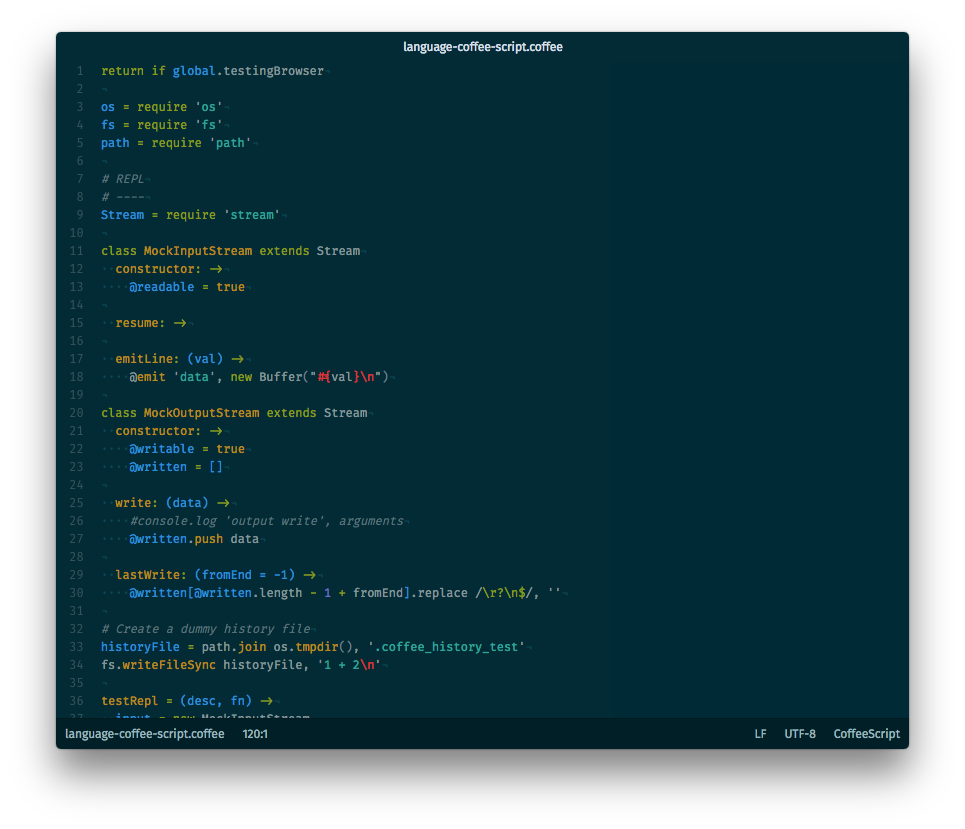 language-coffee-script.coffee
1 return if global.testingBrowser
2
3 os = require 'os'
4 fs = require 'fs'
5 path = require 'path'
6
7 # REPL
8 # ----
9 Stream = require 'stream'
10
11 class MockInputStream extends Stream
12   constructor: ->
13     @readable = true
14
15   resume: ->
16
17   emitLine: (val) ->
18     @emit 'data', new Buffer("#{val}\n")
19
20 class MockOutputStream extends Stream
21   constructor: ->
22     @writable = true
23     @written = []
24
25   write: (data) ->
26     #console.log 'output write', arguments
27     @written.push data
28
29   lastWrite: (fromEnd = -1) ->
30     @written[@written.length - 1 + fromEnd].replace /\r?\n$/, ''
31
32 # Create a dummy history file
33 historyFile = path.join os.tmpdir(), '.coffee_history_test'
34 fs.writeFileSync historyFile, '1 + 2\n'
35
36 testRepl = (desc, fn) ->
37   input = new MockInputStream
language-coffee-script.coffee 120:1 LF UTF-8 CoffeeScript